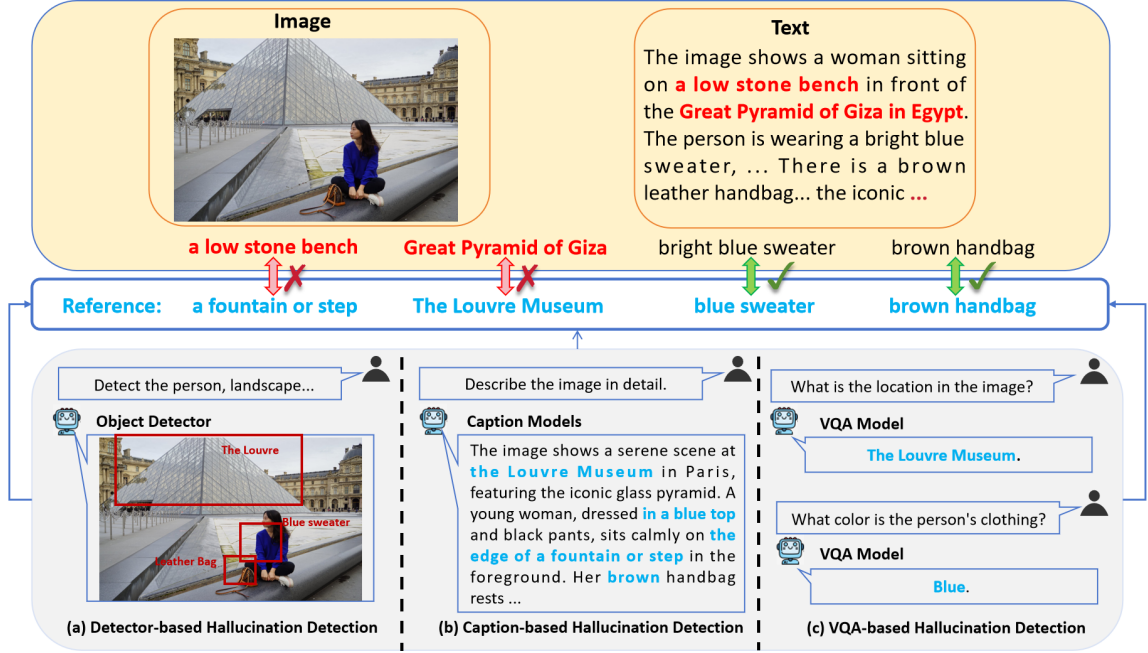 Image
Text
The image shows a woman sitting
on a low stone bench in front of
the Great Pyramid of Giza in Egypt.
The person is wearing a bright blue
sweater, ... There is a brown
leather handbag... the iconic ...
a low stone bench
Great Pyramid of Giza
bright blue sweater
brown handbag
Reference:
a fountain or step
The Louvre Museum
blue sweater
brown handbag
Detect the person, landscape...
Object Detector
The Louvre
Blue sweater
Leather Bag
(a) Detector-based Hallucination Detection
Describe the image in detail.
Caption Models
The image shows a serene scene at
the Louvre Museum in Paris,
featuring the iconic glass pyramid. A
young woman, dressed in a blue top
and black pants, sits calmly on the
edge of a fountain or step in the
foreground. Her brown handbag
rests ...
(b) Caption-based Hallucination Detection
What is the location in the image?
VQA Model
The Louvre Museum.
What color is the person's clothing?
VQA Model
Blue.
(c) VQA-based Hallucination Detection